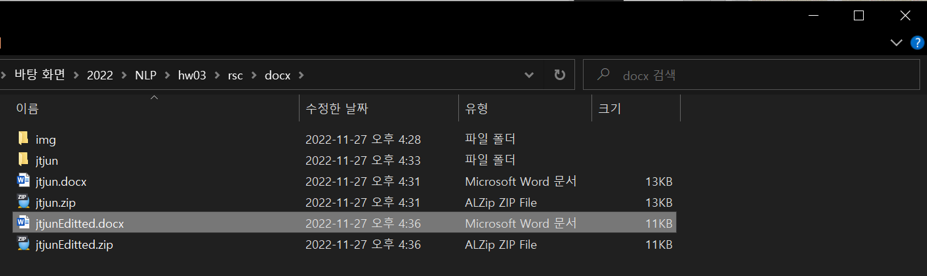 바탕 화면 > 2022 > NLP > hw03 > rsc > docx >
docx 검색
이름 수정한 날짜 유형 크기
img 2022-11-27 오후 4:28 파일 폴더
jtjun 2022-11-27 오후 4:33 파일 폴더
jtjun.docx 2022-11-27 오후 4:31 Microsoft Word 문서 13KB
jtjun.zip 2022-11-27 오후 4:31 ALZip ZIP File 13KB
jtjunEditted.docx 2022-11-27 오후 4:36 Microsoft Word 문서 11KB
jtjunEditted.zip 2022-11-27 오후 4:36 ALZip ZIP File 11KB